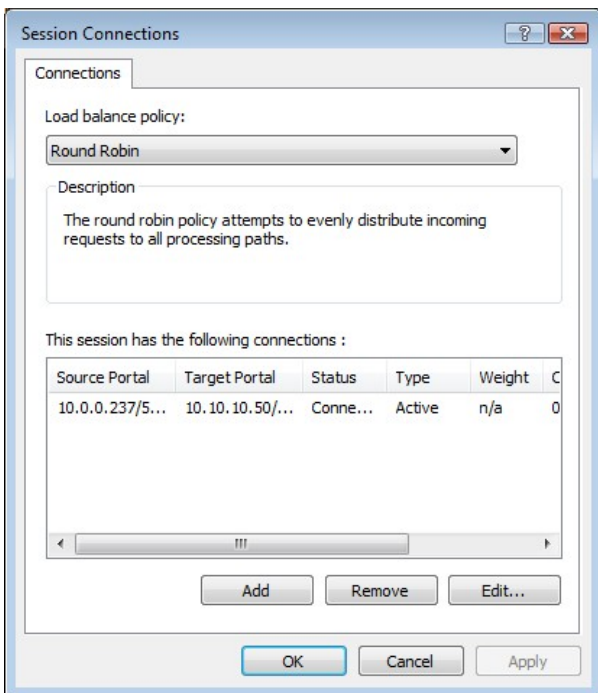 Session Connections
Connections
Load balance policy:
Round Robin
Description
The round robin policy attempts to evenly distribute incoming
requests to all processing paths.
This session has the following connections :
Source Portal Target Portal Status Type Weight C
10.0.0.237/5... 10.10.10.50/... Conne... Active n/a 0
Add Remove Edit...
OK Cancel Apply